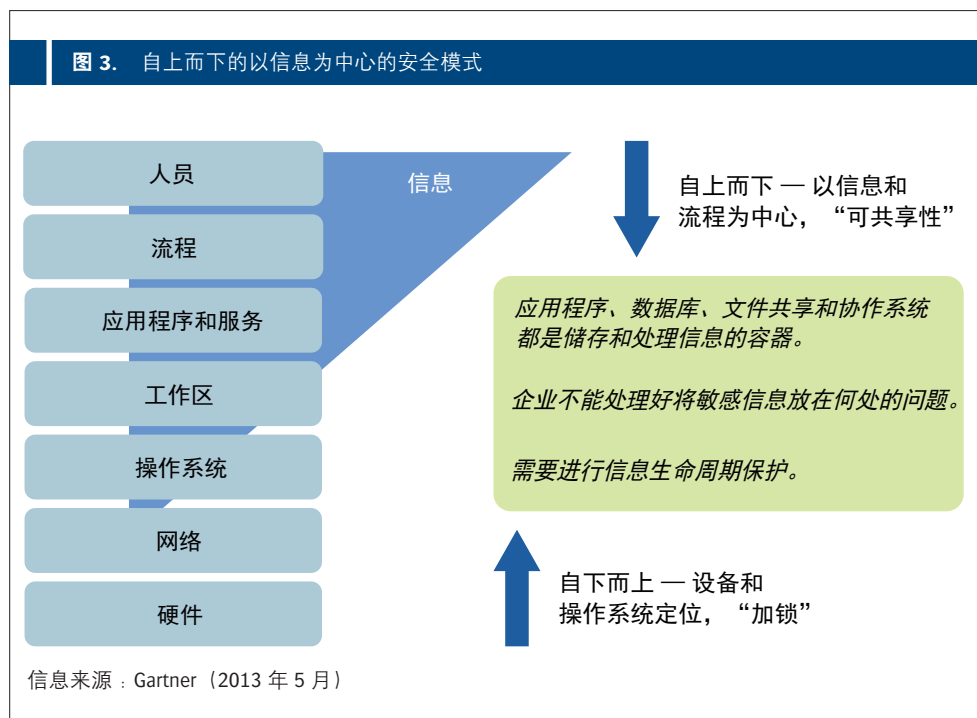 图 3. 自上而下的以信息为中心的安全模式
人员
流程
应用程序和服务
工作区
操作系统
网络
硬件
信息
自上而下 — 以信息和
流程为中心，“可共享性”
应用程序、数据库、文件共享和协作系统
都是储存和处理信息的容器。
企业不能处理好将敏感信息放在何处的问题。
需要进行信息生命周期保护。
自下而上 — 设备和
操作系统定位，“加锁”
信息来源：Gartner（2013 年 5 月）